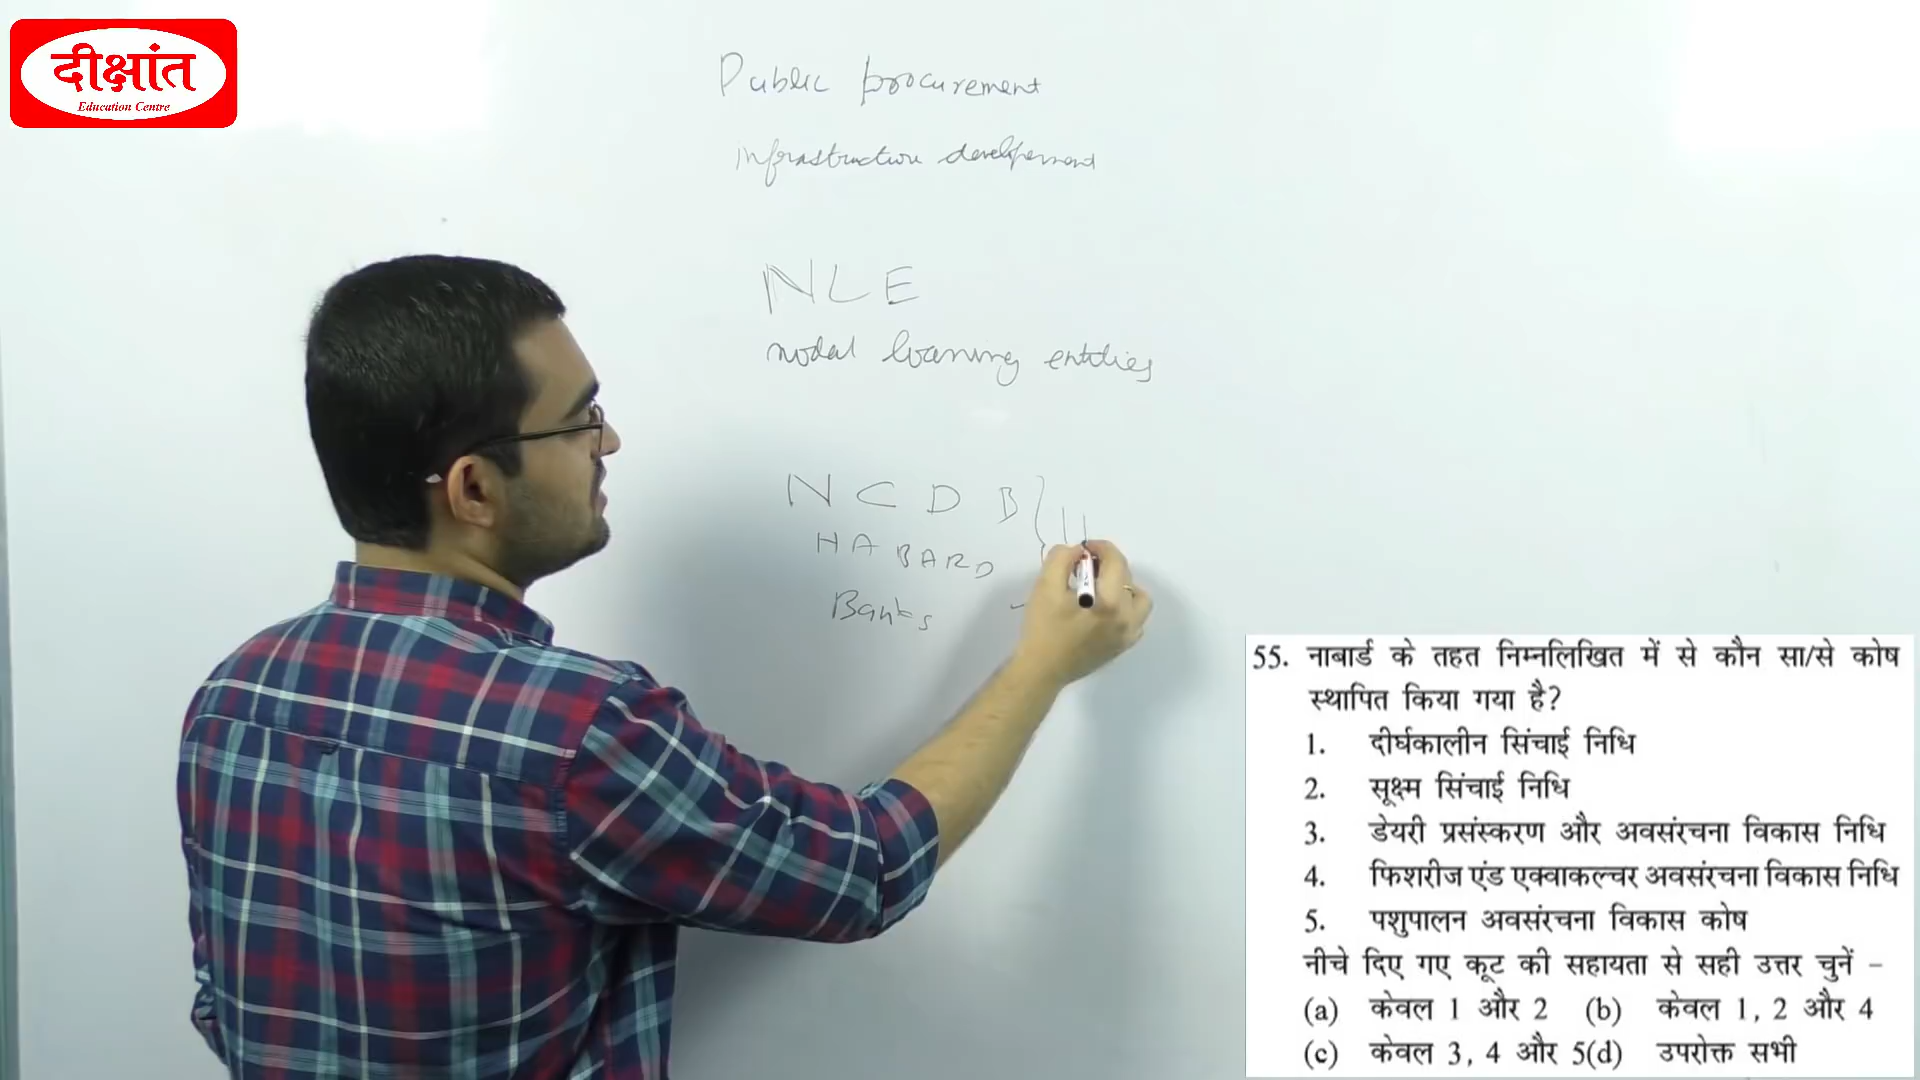 दीक्षांत
Education Centre
Public procurement
infrastructure development
NLE
nodal loaning entities
NCDB
HABARD
Banks
55. नाबार्ड के तहत निम्नलिखित में से कौन सा/से कोष
स्थापित किया गया है?
1. दीर्घकालीन सिंचाई निधि
2. सूक्ष्म सिंचाई निधि
3. डेयरी प्रसंस्करण और अवसंरचना विकास निधि
4. फिशरीज एंड एक्वाकल्चर अवसंरचना विकास निधि
5. पशुपालन अवसंरचना विकास कोष
नीचे दिए गए कूट की सहायता से सही उत्तर चुनें –
(a) केवल 1 और 2 (b) केवल 1, 2 और 4
(c) केवल 3, 4 और 5(d) उपरोक्त सभी